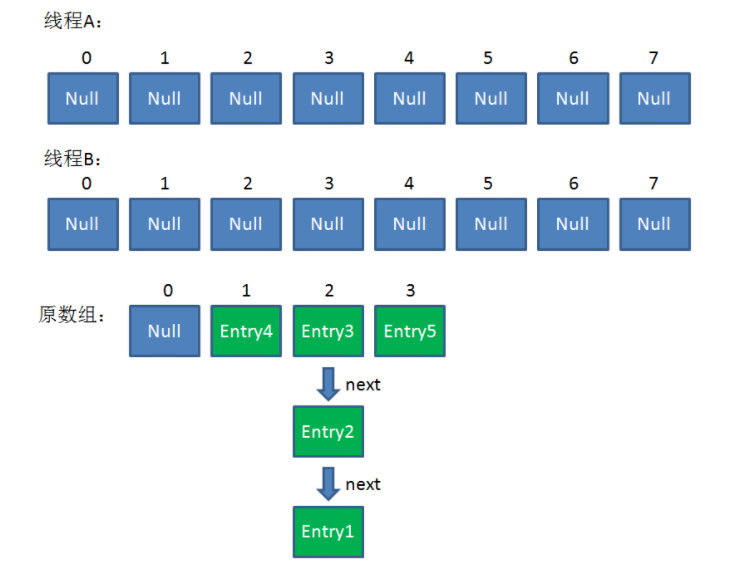 线程A：
0 1 2 3 4 5 6 7
Null Null Null Null Null Null Null Null
线程B：
0 1 2 3 4 5 6 7
Null Null Null Null Null Null Null Null
0 1 2 3
原数组： Null Entry4 Entry3 Entry5
next
Entry2
next
Entry1